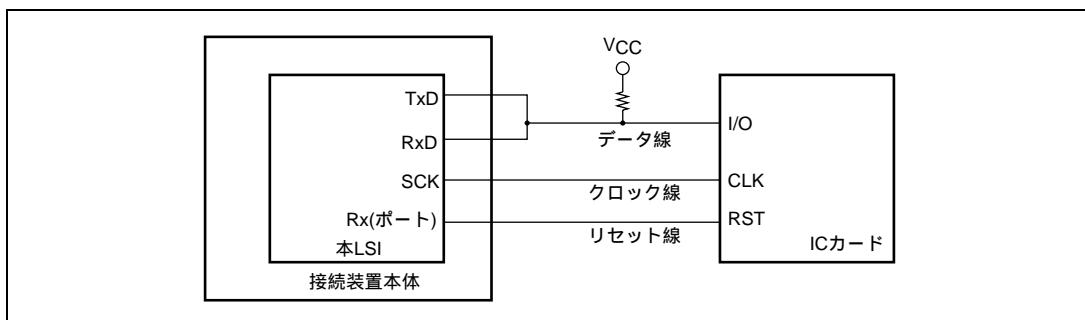 VCC
TxD
RxD
データ線
I/O
SCK
クロック線
CLK
Rx(ポート)
リセット線
RST
本LSI
ICカード
接続装置本体